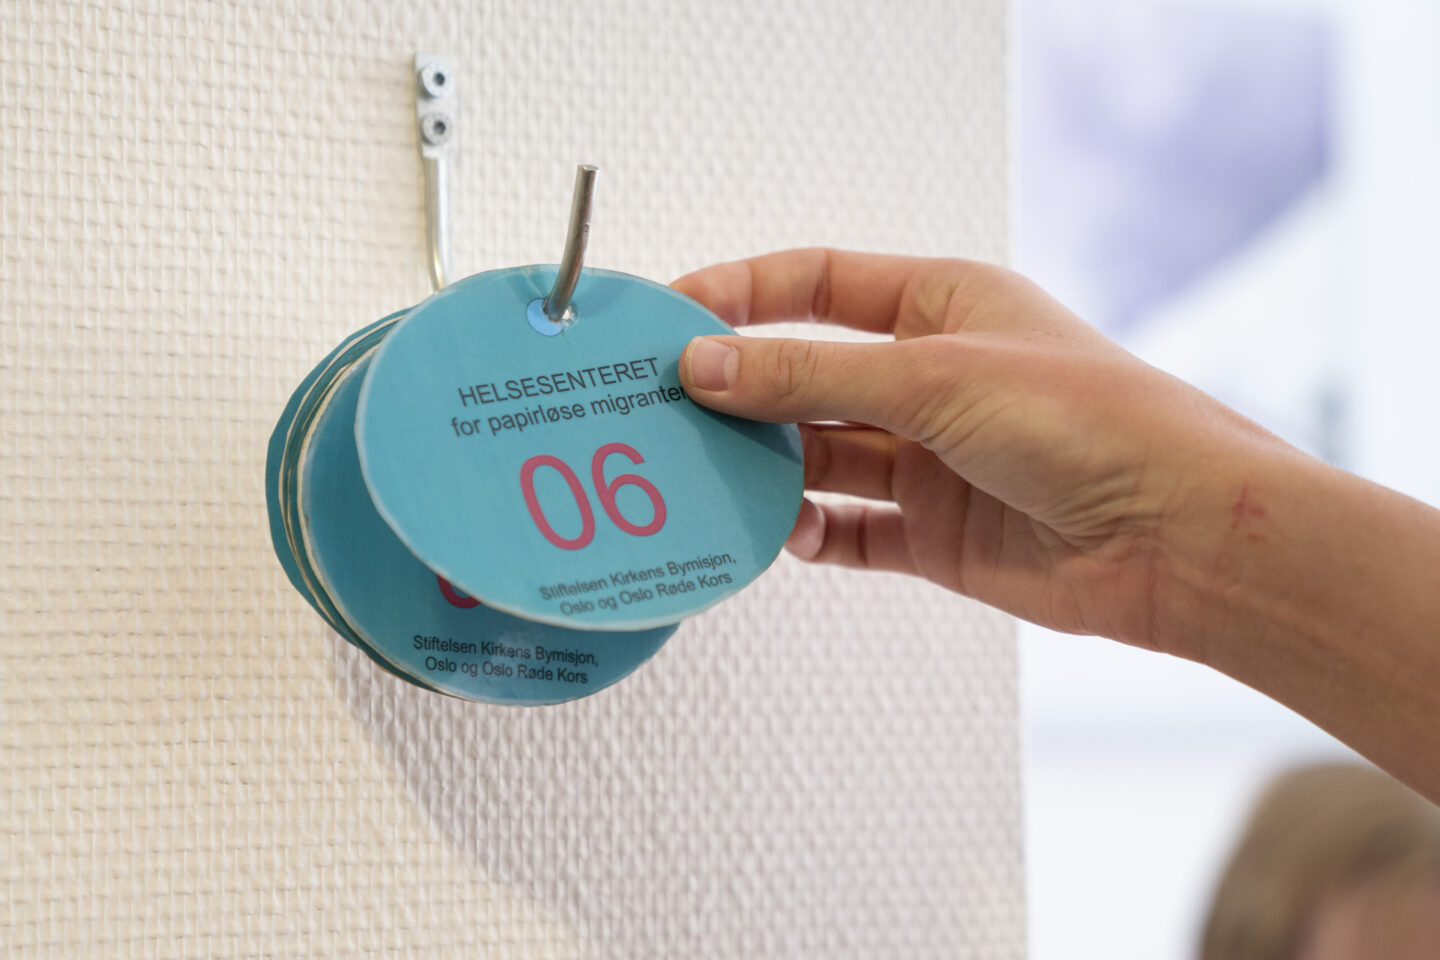 HELSESENTERET
for papirløse migranter
06
Stiftelsen Kirkens Bymisjon,
Oslo og Oslo Røde Kors
Stiftelsen Kirkens Bymisjon,
Oslo og Oslo Røde Kors